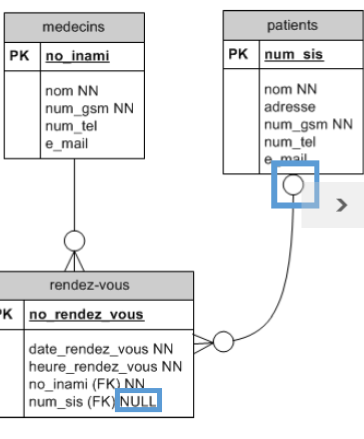 medecins
PK no_inami
nom NN
num_gsm NN
num_tel
e_mail
patients
PK num_sis
nom NN
adresse
num_gsm NN
num_tel
e_mail
rendez-vous
PK no_rendez_vous
date_rendez_vous NN
heure_rendez_vous NN
no_inami (FK) NN
num_sis (FK) NULL